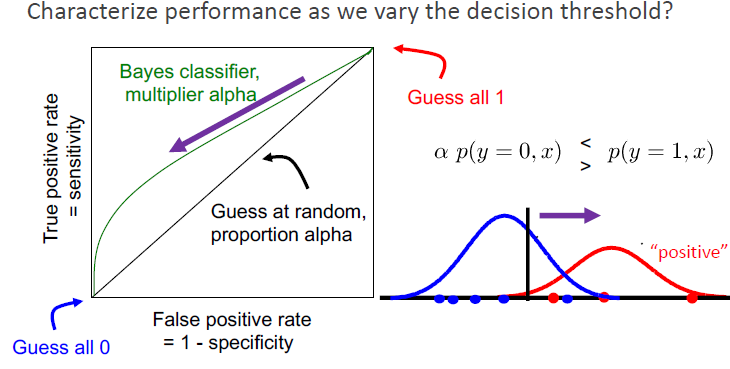 Characterize performance as we vary the decision threshold?
Bayes classifier,
multiplier alpha
True positive rate
= sensitivity
Guess all 1
α p(y = 0, x) < > p(y = 1, x)
Guess at random,
proportion alpha
"positive"
False positive rate
= 1 - specificity
Guess all 0